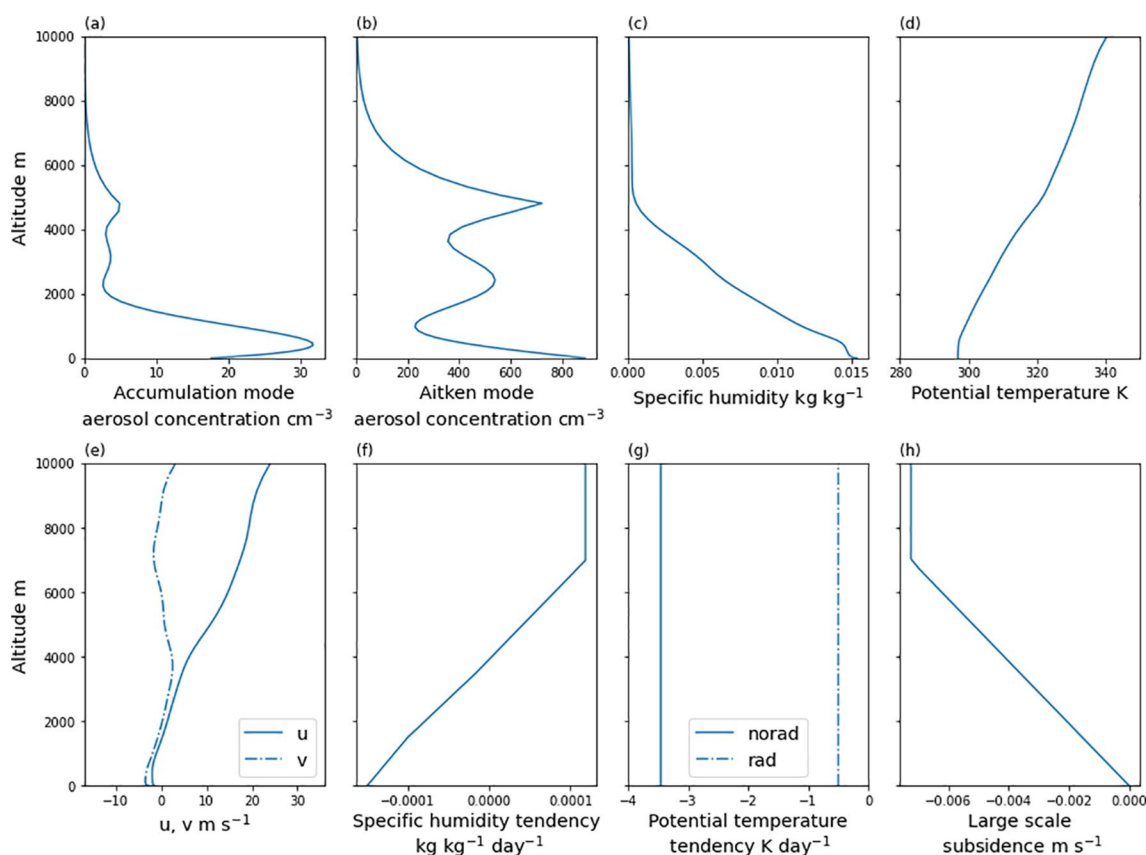 (a) (b) (c) (d)
10000
8000
6000
4000
2000
0
Altitude m
0 10 20 30
0 200 400 600 800
0.000 0.005 0.010 0.015
280 300 320 340
Accumulation mode
aerosol concentration cm⁻³
Aitken mode
aerosol concentration cm⁻³
Specific humidity kg kg⁻¹
Potential temperature K
(e) (f) (g) (h)
10000
8000
6000
4000
2000
0
Altitude m
u
v
norad
rad
−10 0 10 20 30
−0.0001 0.0000 0.0001
−4 −3 −2 −1 0
−0.006 −0.004 −0.002 0.000
u, v m s⁻¹
Specific humidity tendency
kg kg⁻¹ day⁻¹
Potential temperature
tendency K day⁻¹
Large scale
subsidence m s⁻¹